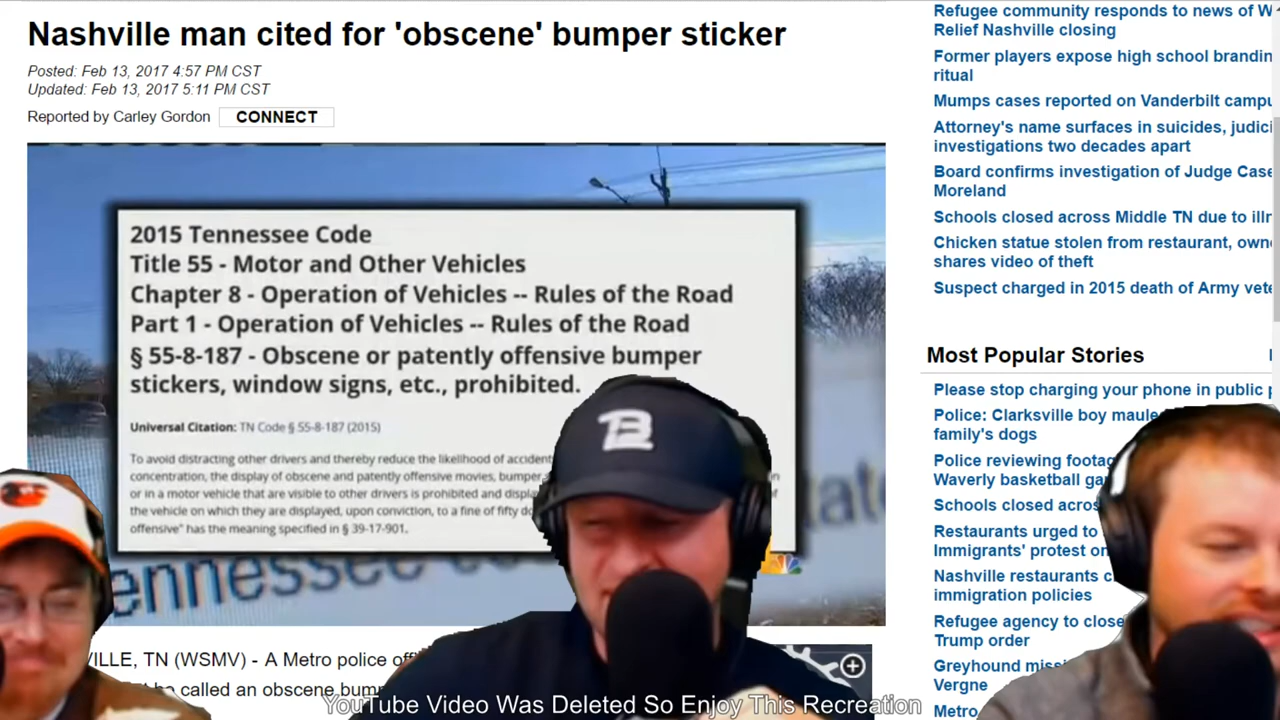 Nashville man cited for 'obscene' bumper sticker
Posted: Feb 13, 2017 4:57 PM CST
Updated: Feb 13, 2017 5:11 PM CST
Reported by Carley Gordon CONNECT
2015 Tennessee Code
Title 55 - Motor and Other Vehicles
Chapter 8 - Operation of Vehicles -- Rules of the Road
Part 1 - Operation of Vehicles -- Rules of the Road
§ 55-8-187 - Obscene or patently offensive bumper
stickers, window signs, etc., prohibited.
Universal Citation: TN Code § 55-8-187 (2015)
To avoid distracting other drivers and thereby reduce the likelihood of
concentration, the display of obscene and patently offensive movies,
or in a motor vehicle that are visible to other drivers is prohibited and
the vehicle on which they are displayed, upon conviction, to a fine of fifty
offensive" has the meaning specified in § 39-17-901.
TN (WSMV) - A Metro police
called an obscene
Refugee community responds to news of W
Relief Nashville closing
Former players expose high school brandin
ritual
Mumps cases reported on Vanderbilt campu
Attorney's name surfaces in suicides, judici
investigations two decades apart
Board confirms investigation of Judge Case
Moreland
Schools closed across Middle TN due to illn
Chicken statue stolen from restaurant, owne
shares video of theft
Suspect charged in 2015 death of Army vete
Most Popular Stories
Please stop charging your phone in public p
Police: Clarksville boy maule
family's dogs
Police reviewing footag
Waverly basketball ga
Schools closed acros
Restaurants urged to
Immigrants' protest on
Nashville restaurants c
immigration policies
Refugee agency to close
Trump order
Greyhound miss
Vergne
Metro
B
YouTube Video Was Deleted So Enjoy This Recreation